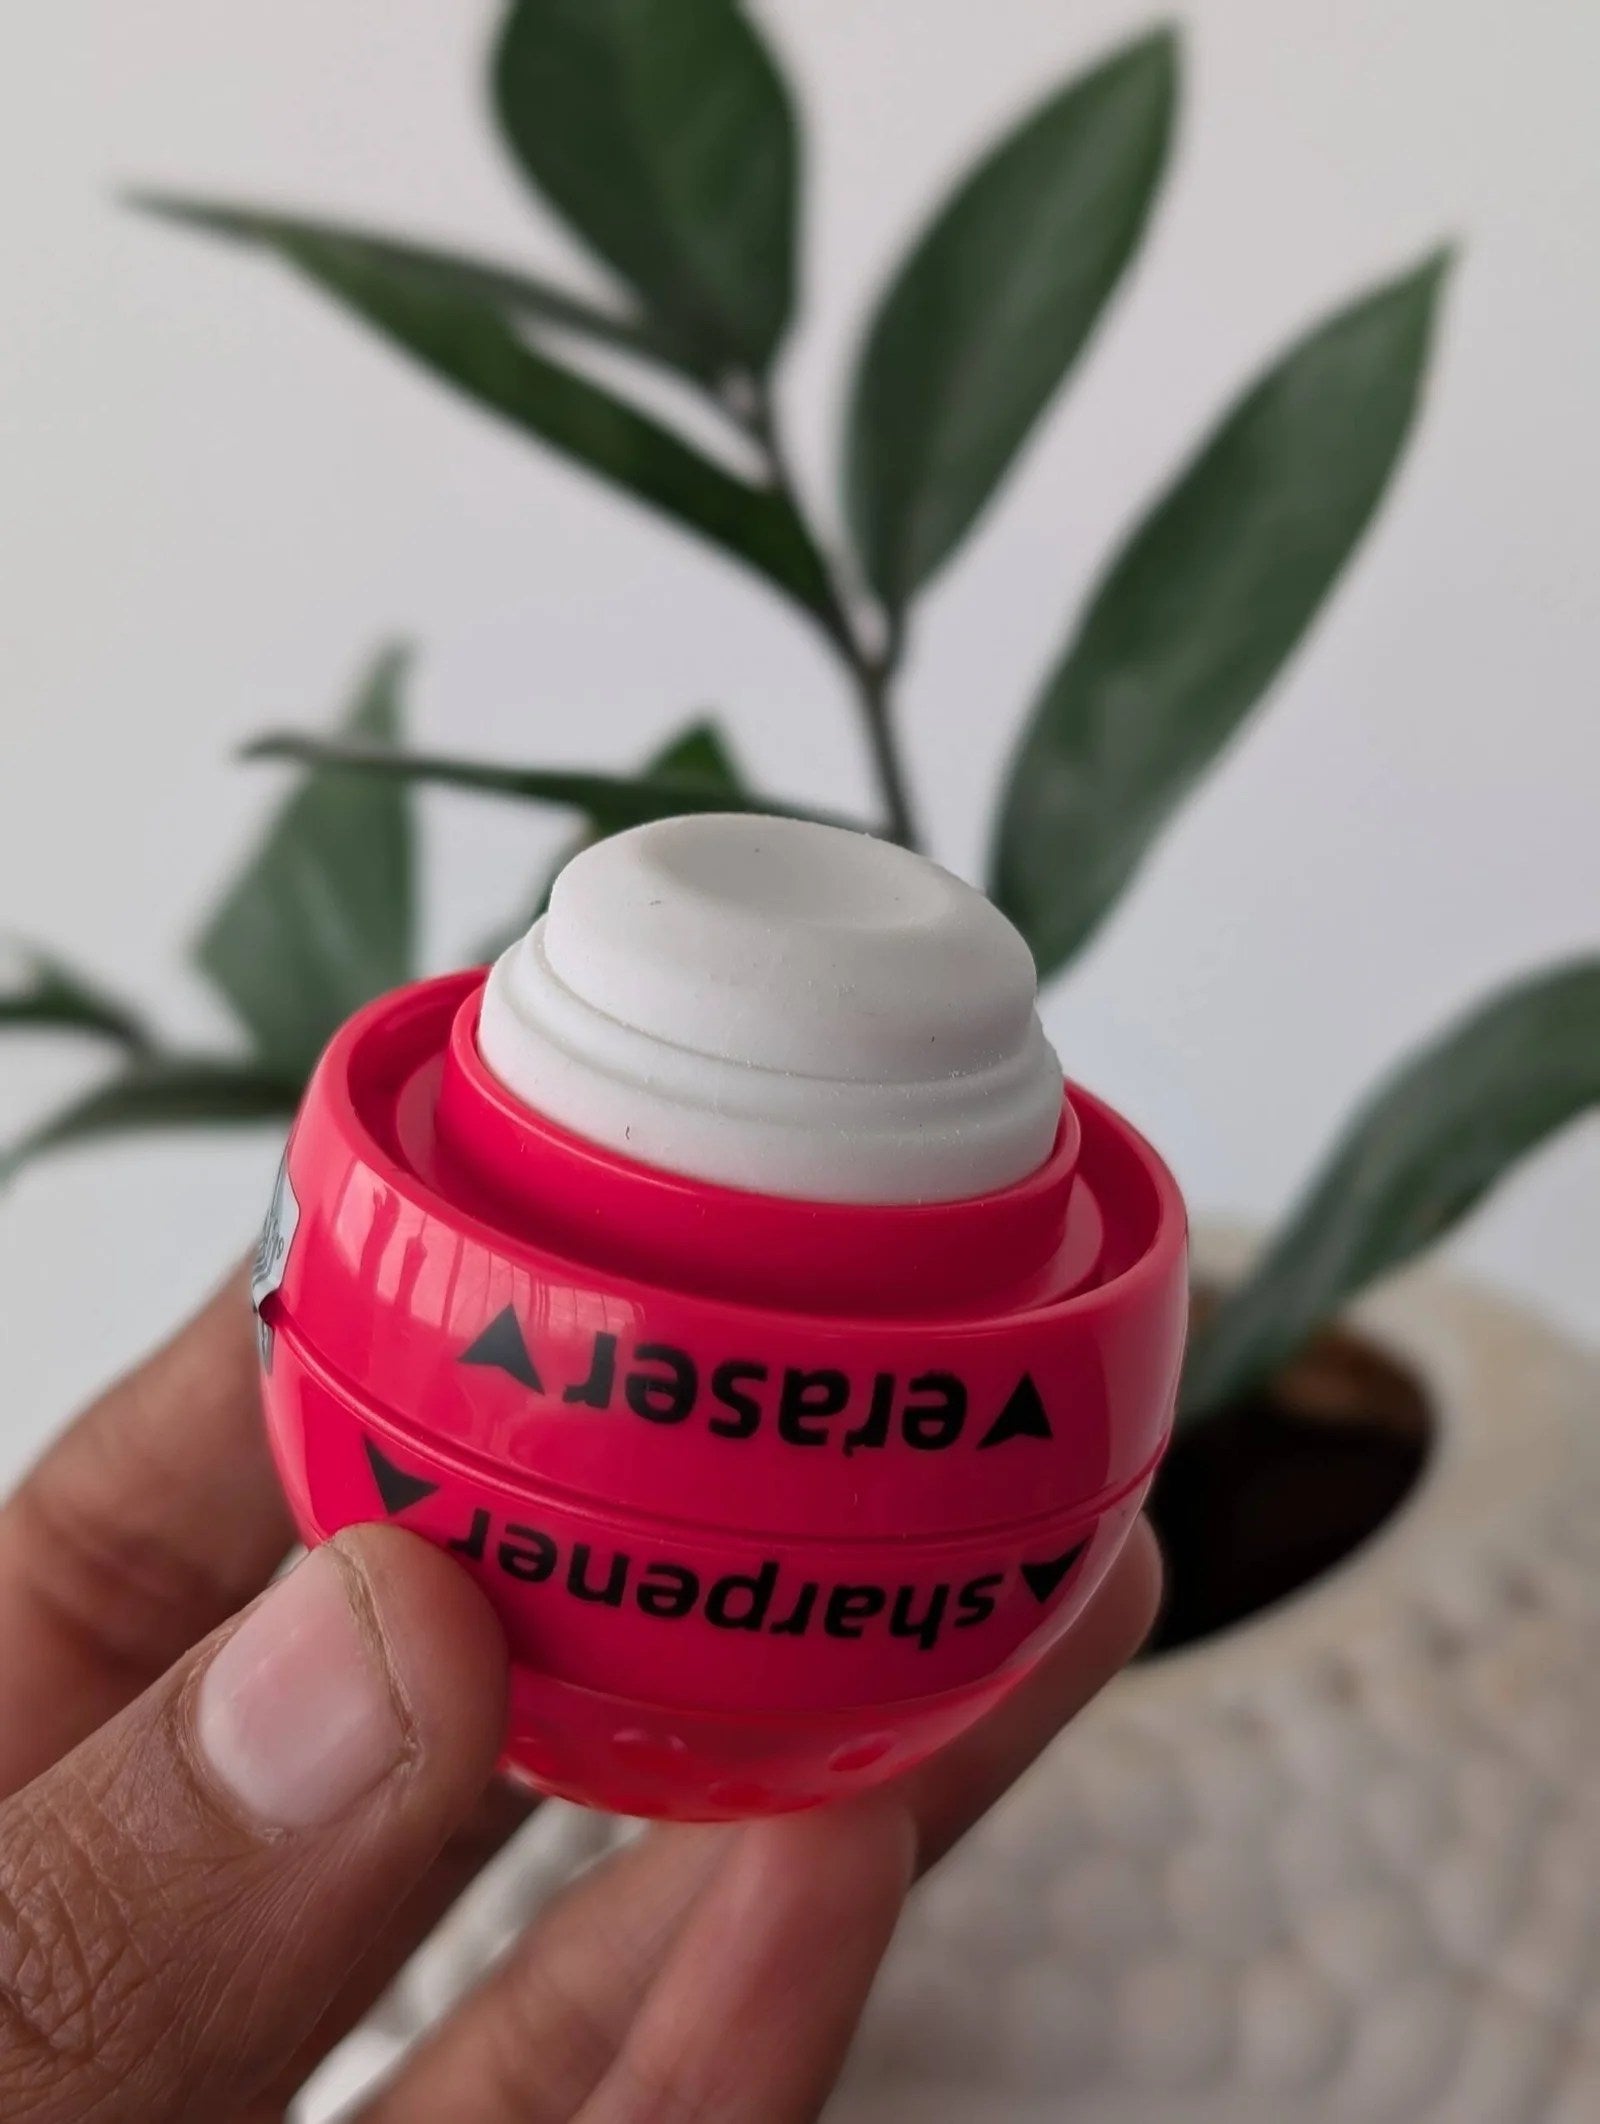 ▲sharpener▲
▼eraser▼